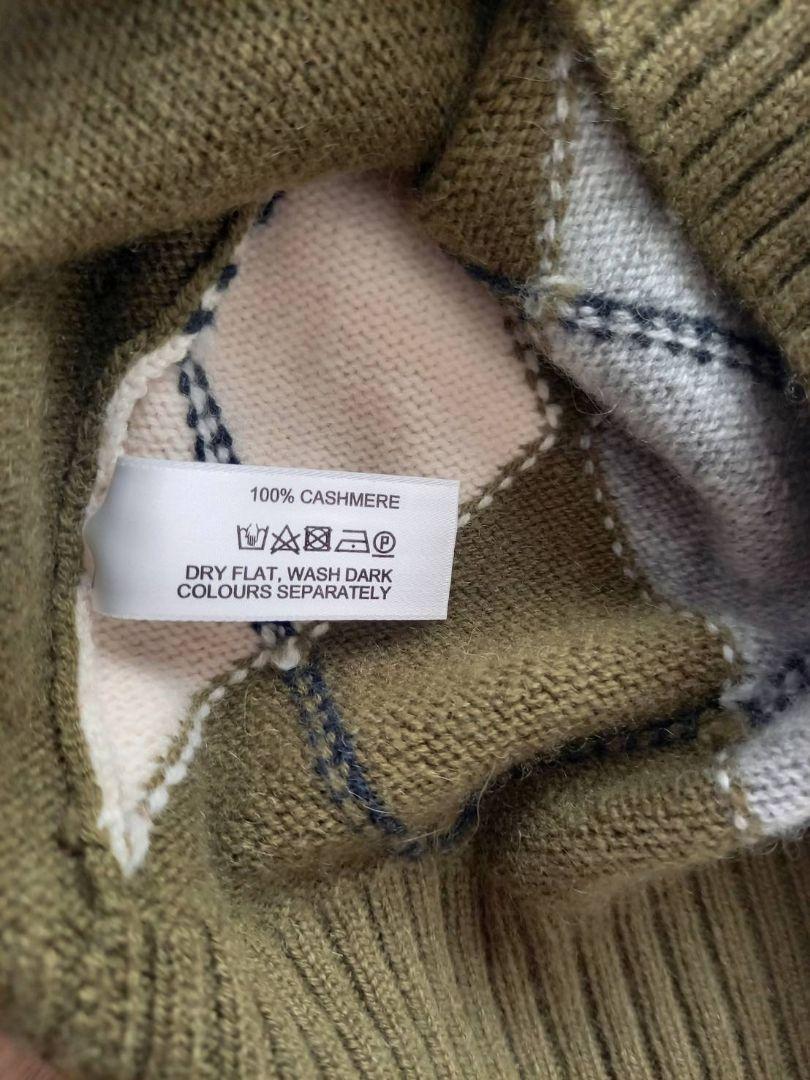 100% CASHMERE
P
DRY FLAT, WASH DARK
COLOURS SEPARATELY